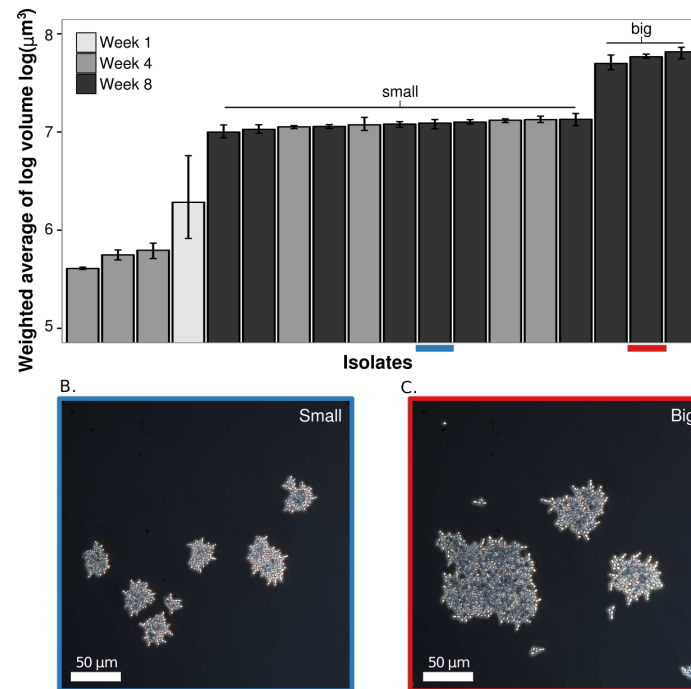 Weighted average of log volume log(μm³)
8
7
6
5
Week 1
Week 4
Week 8
small
big
Isolates
B.
Small
50 μm
C.
Big
50 μm